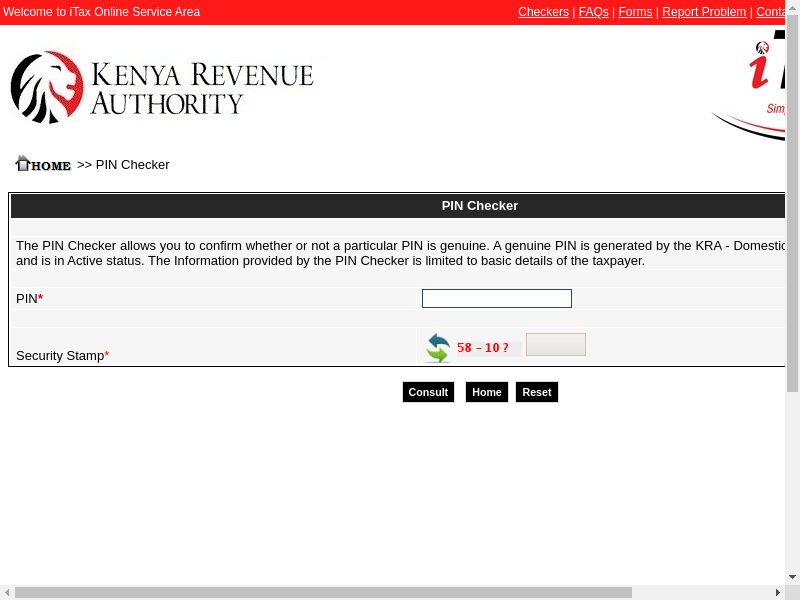 Welcome to iTax Online Service Area
Checkers | FAQs | Forms | Report Problem |
KENYA REVENUE
AUTHORITY
HOME >> PIN Checker
PIN Checker
The PIN Checker allows you to confirm whether or not a particular PIN is genuine. A genuine PIN is generated by the KRA -
and is in Active status. The Information provided by the PIN Checker is limited to basic details of the taxpayer.
PIN*
58 - 10 ?
Security Stamp*
Consult Home Reset